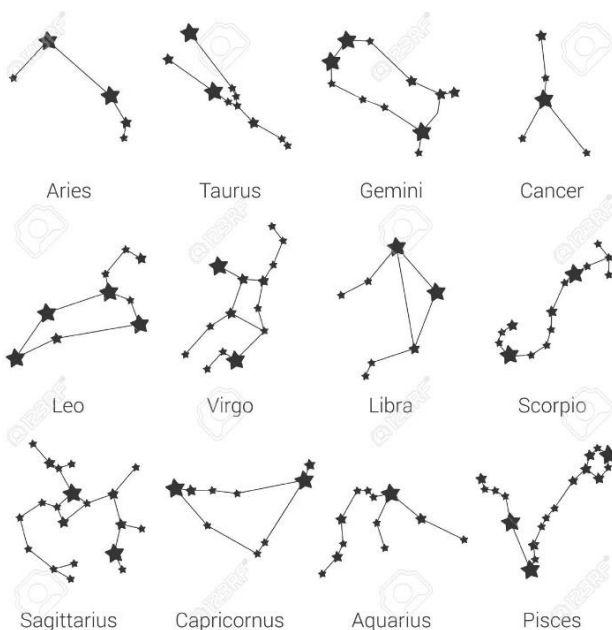 Aries Taurus Gemini Cancer
Leo Virgo Libra Scorpio
Sagittarius Capricornus Aquarius Pisces